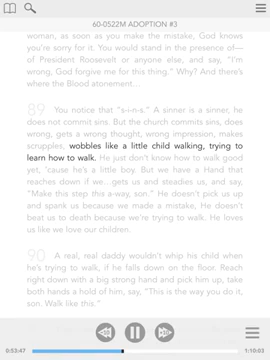 60-0522M ADOPTION #3
woman, as soon as you make the mistake, God knows
you're sorry for it. You would stand in the presence of—
of President Roosevelt or anyone else, and say, "I'm
wrong, God forgive me for this thing." Why? And there's
where the Blood atonement...
89 You notice that "s-i-n-s." A sinner is a sinner, he
does not commit sins. But the church commits sins, does
wrong, gets a wrong thought, wrong impression, makes
scrupples, wobbles like a little child walking, trying to
learn how to walk. He just don't know how to walk good
yet, 'cause he's a little boy. But we have a Hand that
reaches down if we...gets us and steadies us, and say,
"Make this step this a-way, son." He doesn't pick us up
and spank us because we made a mistake, He doesn't
beat us to death because we're trying to walk. He loves
us like we love our children.
90 A real, real daddy wouldn't whip his child when
he's trying to walk, if he falls down on the floor. Reach
right down with a big strong hand and pick him up, take
both hands a hold of him, say, "This is the way you do it,
son. Walk like this."
0:53:47
1:10:03